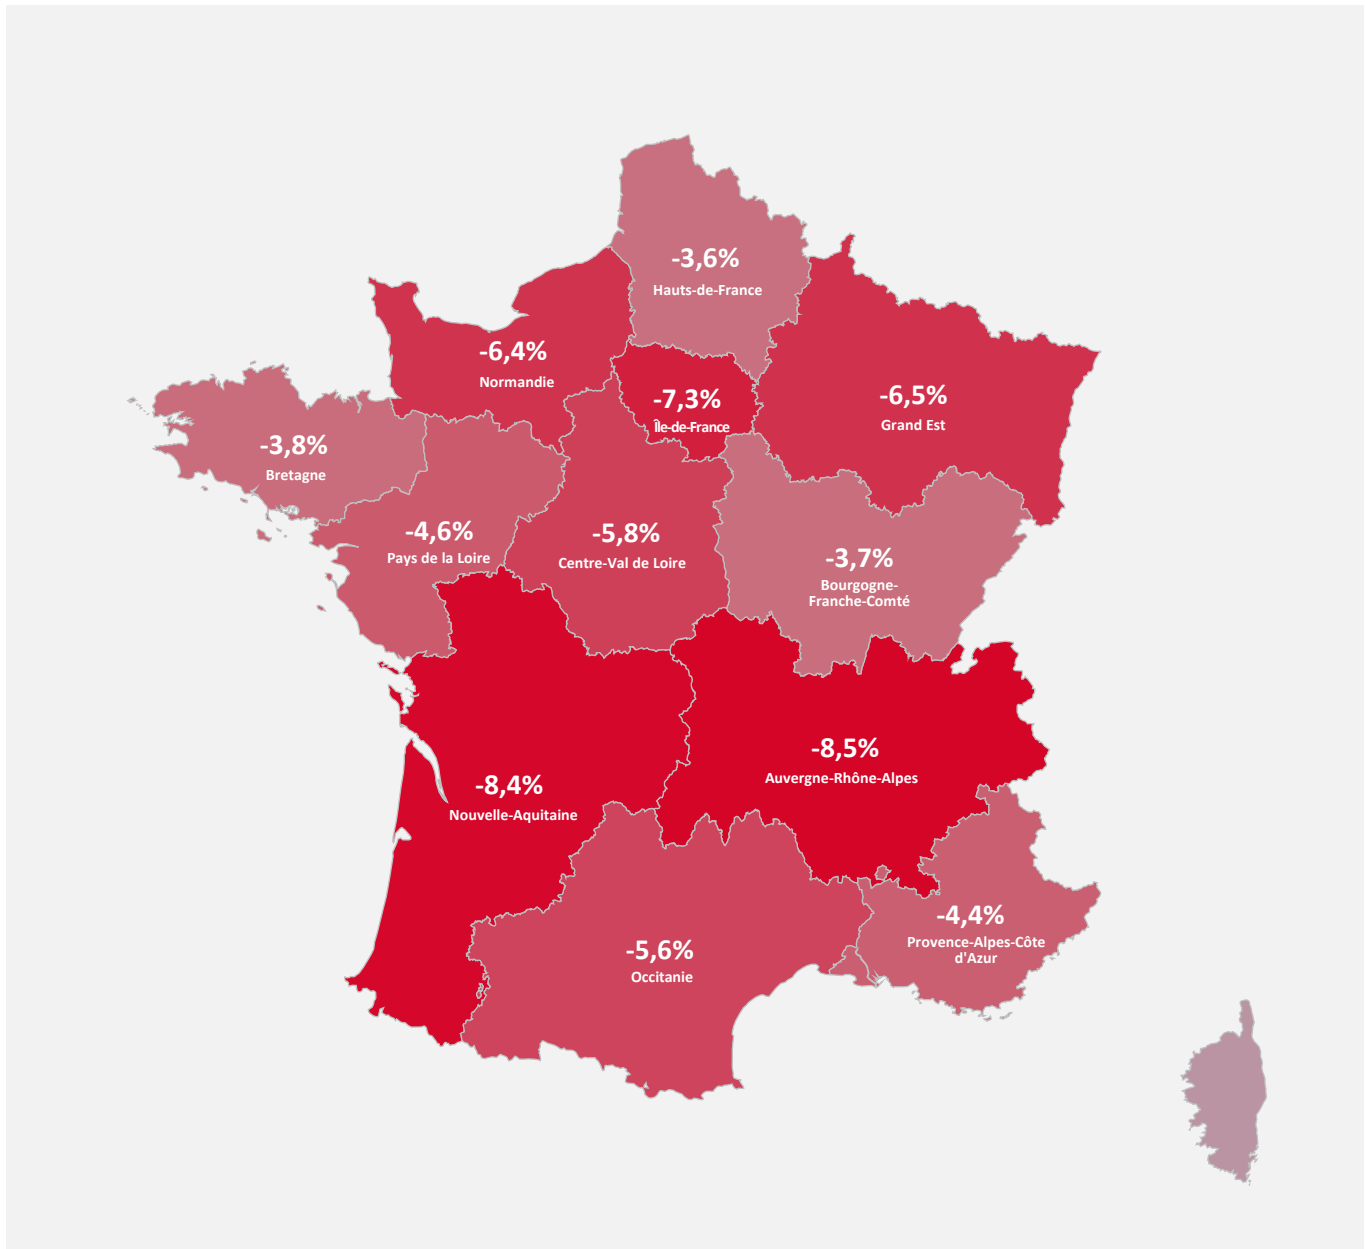 -3,6%
Hauts-de-France
-6,4%
Normandie
-7,3%
Île-de-France
-6,5%
Grand Est
-3,8%
Bretagne
-4,6%
Pays de la Loire
-5,8%
Centre-Val de Loire
-3,7%
Bourgogne-
Franche-Comté
-8,4%
Nouvelle-Aquitaine
-8,5%
Auvergne-Rhône-Alpes
-5,6%
Occitanie
-4,4%
Provence-Alpes-Côte
d'Azur